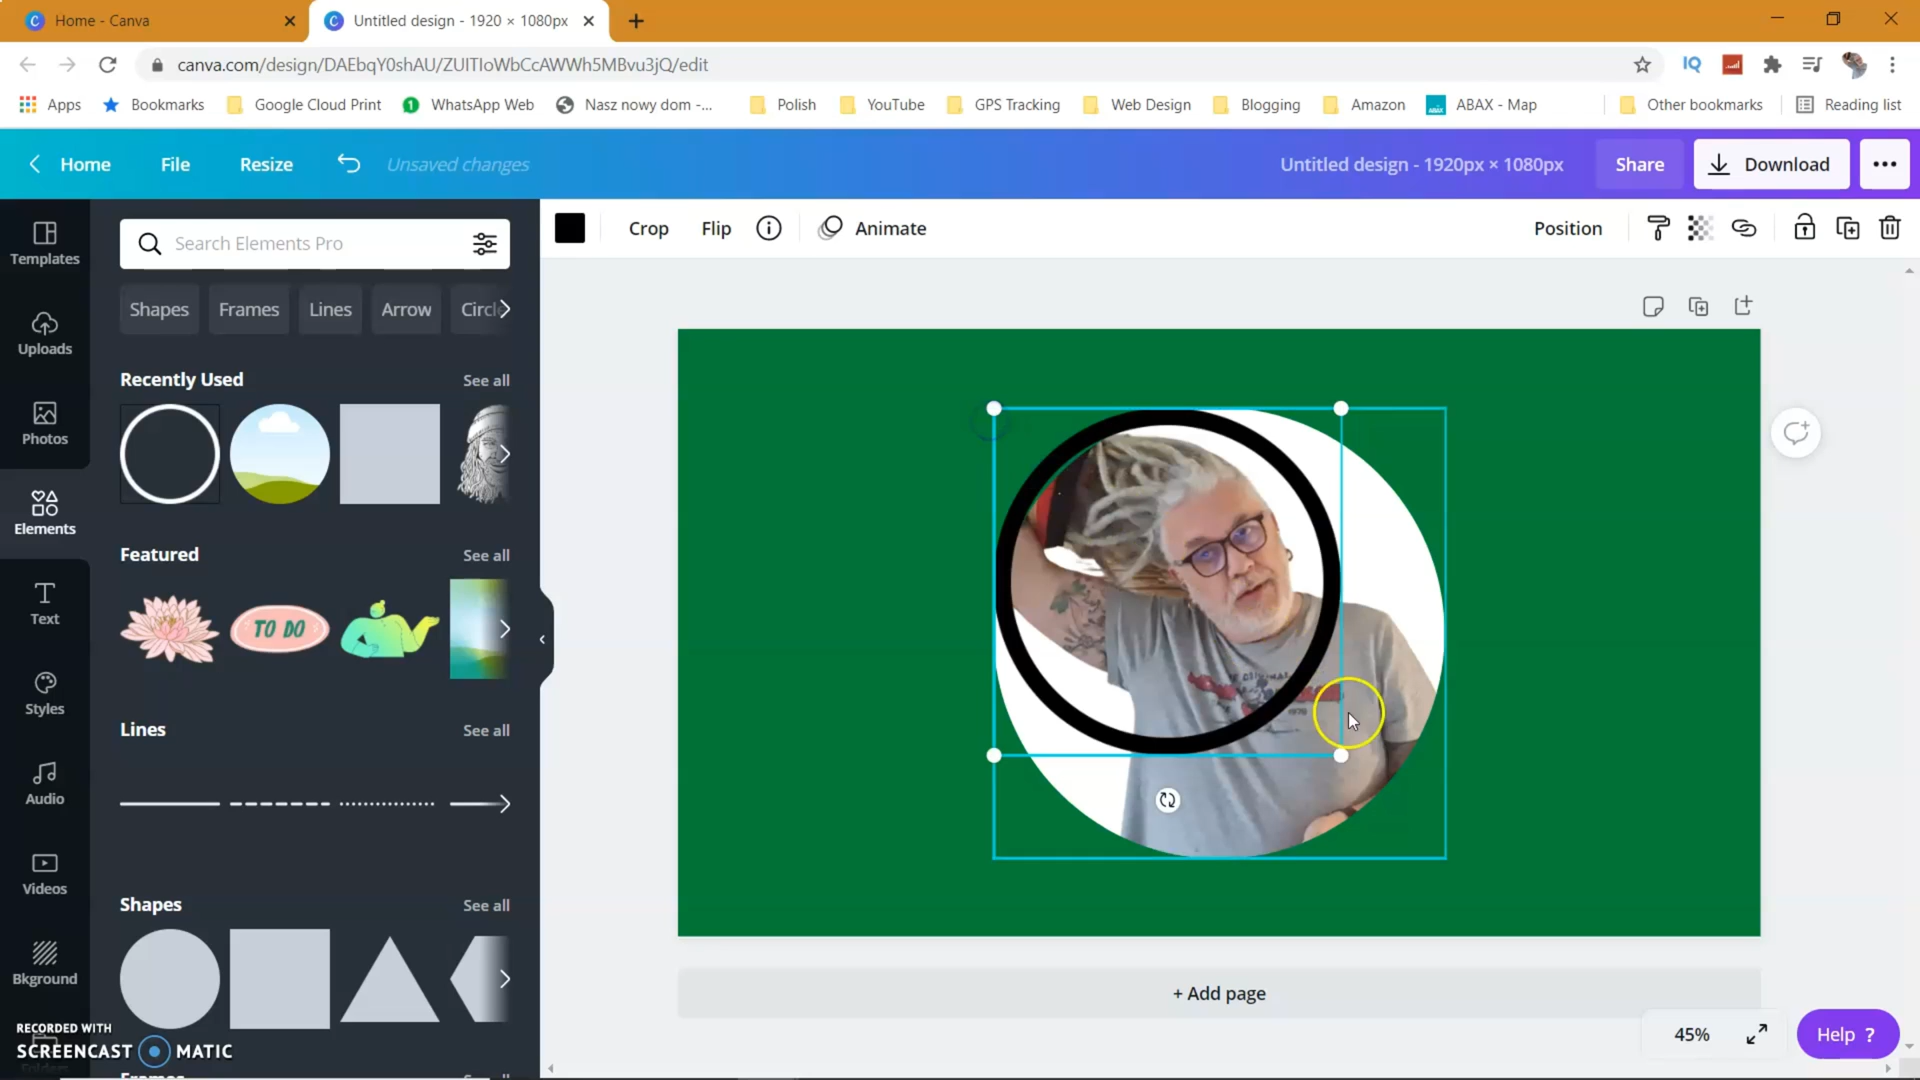 Home - Canva
Untitled design - 1920 × 1080px
canva.com/design/DAEbqY0shAU/ZUITIoWbCcAWWh5MBvu3jQ/edit
IQ
Apps
Bookmarks
Google Cloud Print
1
WhatsApp Web
Nasz nowy dom -...
Polish
YouTube
GPS Tracking
Web Design
Blogging
Amazon
ABAX - Map
Other bookmarks
Reading list
Home
File
Resize
Unsaved changes
Untitled design - 1920px × 1080px
Share
Download
Templates
Uploads
Photos
Elements
Text
Styles
Audio
Videos
Bkground
Search Elements Pro
Shapes
Frames
Lines
Arrow
Circle
Recently Used
See all
Featured
See all
TO DO
Lines
See all
Shapes
See all
Crop
Flip
Animate
Position
+ Add page
45%
Help ?
RECORDED WITH
SCREENCAST MATIC